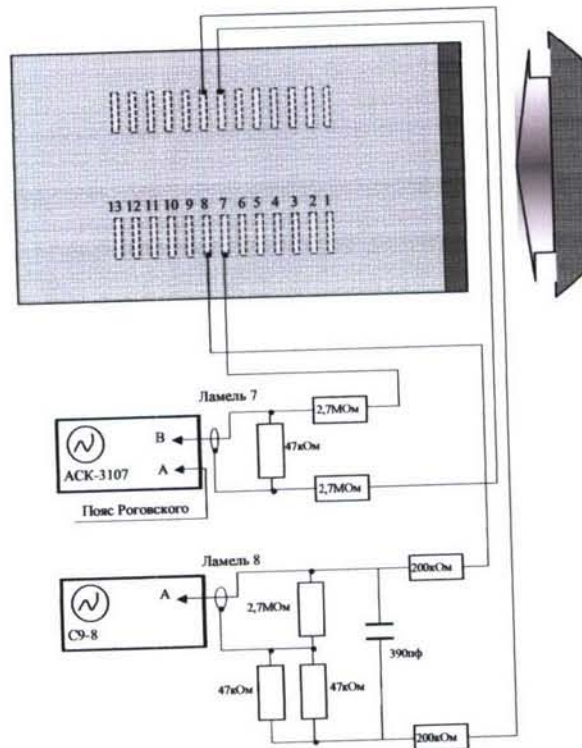 13 12 11 10 9 8 7 6 5 4 3 2 1
Ламель 7
2,7МОм
В
47кОм
АСК-3107
А
2,7МОм
Пояс Роговского
Ламель 8
А
200кОм
2,7МОм
С9-8
390пф
47кОм
47кОм
200кОм